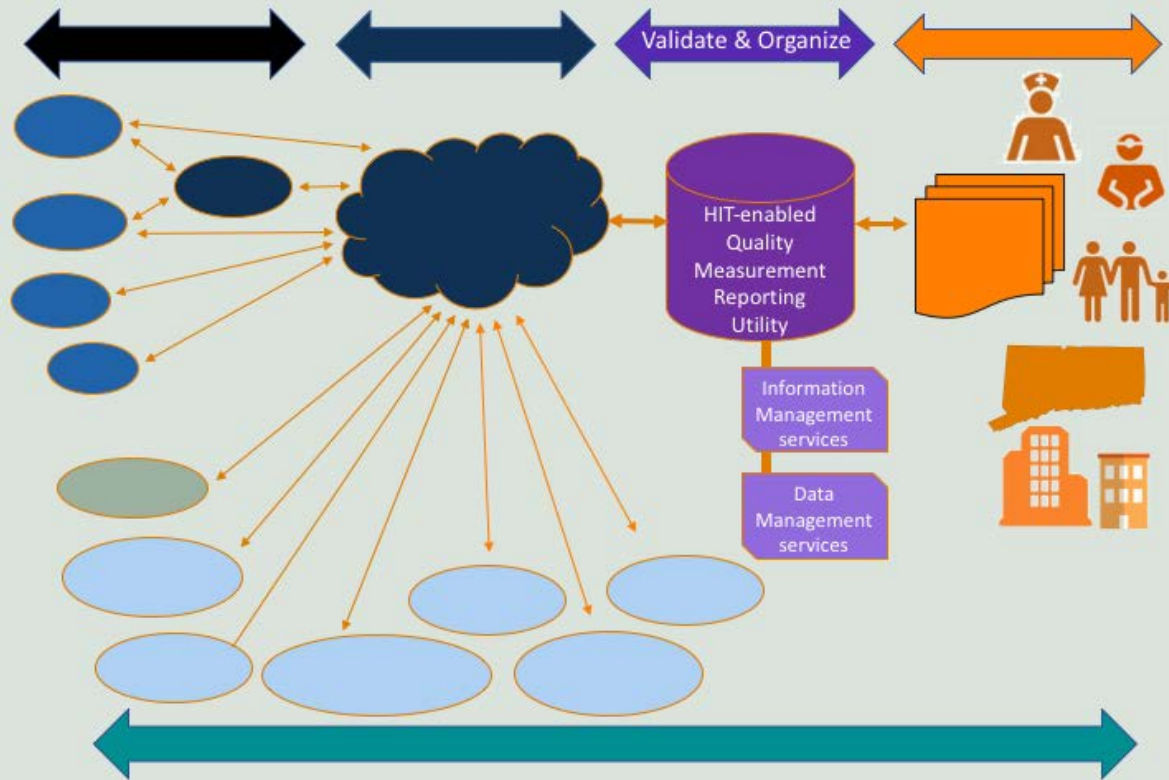 Validate & Organize
HIT-enabled
Quality
Measurement
Reporting
Utility
Information
Management
services
Data
Management
services